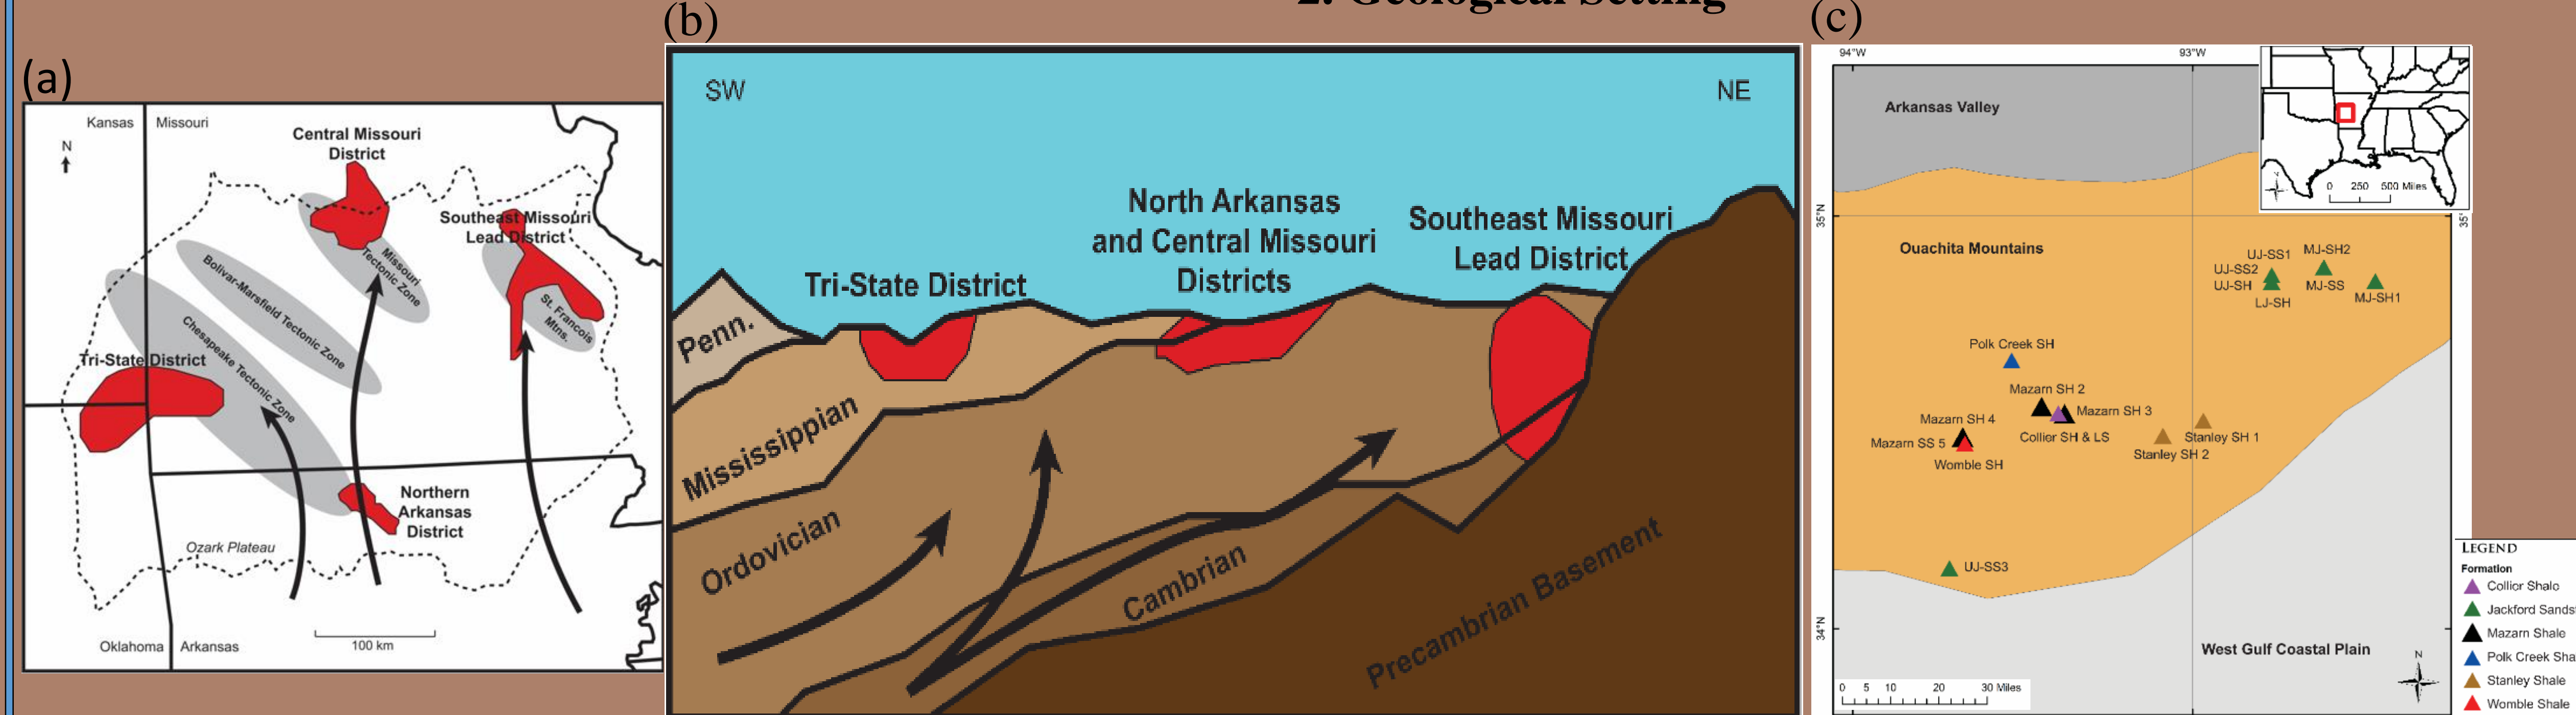 2. Geological Setting
(a)
Kansas
Missouri
N
Central Missouri
District
Southeast Missouri
Lead District
Missouri
Tectonic Zone
Bolivar-Marsfield Tectonic Zone
St. Francois
Mtns.
Chesapeake Tectonic Zone
Tri-State District
Northern
Arkansas
District
Ozark Plateau
Oklahoma
Arkansas
100 km
(b)
SW
NE
North Arkansas
and Central Missouri
Districts
Southeast Missouri
Lead District
Tri-State District
Penn.
Mississippian
Ordovician
Cambrian
Precambrian Basement
(c)
94°W
93°W
Arkansas Valley
0 250 500 Miles
35°N
35°
Ouachita Mountains
UJ-SS1
MJ-SH2
UJ-SS2
UJ-SH
MJ-SS
LJ-SH
MJ-SH1
Polk Creek SH
Mazarn SH 2
Mazarn SH 3
Mazarn SH 4
Collier SH & LS
Mazarn SS 5
Womble SH
Stanley SH 1
Stanley SH 2
UJ-SS3
34°N
West Gulf Coastal Plain
N
0 5 10 20 30 Miles
LEGEND
Formation
Collier Shale
Jackford Sands
Mazarn Shale
Polk Creek Sha
Stanley Shale
Womble Shale